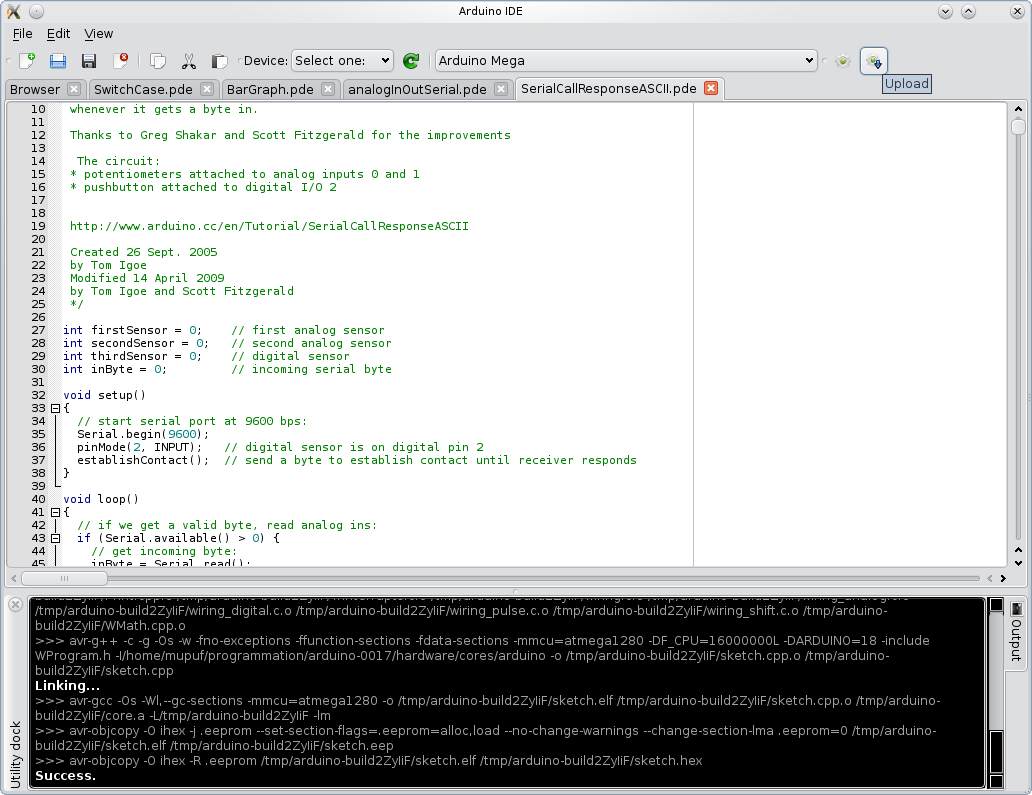 Arduino IDE
File Edit View
Device: Select one: Arduino Mega
Upload
Browser SwitchCase.pde BarGraph.pde analogInOutSerial.pde SerialCallResponseASCII.pde
10 whenever it gets a byte in.
11
12 Thanks to Greg Shakar and Scott Fitzgerald for the improvements
13
14 The circuit:
15 * potentiometers attached to analog inputs 0 and 1
16 * pushbutton attached to digital I/O 2
17
18
19 http://www.arduino.cc/en/Tutorial/SerialCallResponseASCII
20
21 Created 26 Sept. 2005
22 by Tom Igoe
23 Modified 14 April 2009
24 by Tom Igoe and Scott Fitzgerald
25 */
26
27 int firstSensor = 0; // first analog sensor
28 int secondSensor = 0; // second analog sensor
29 int thirdSensor = 0; // digital sensor
30 int inByte = 0; // incoming serial byte
31
32 void setup()
33 {
34 // start serial port at 9600 bps:
35 Serial.begin(9600);
36 pinMode(2, INPUT); // digital sensor is on digital pin 2
37 establishContact(); // send a byte to establish contact until receiver responds
38 }
39
40 void loop()
41 {
42 // if we get a valid byte, read analog ins:
43 if (Serial.available() > 0) {
44 // get incoming byte:
45 inByte = Serial.read();
/tmp/arduino-build2ZyIiF/wiring_digital.c.o /tmp/arduino-build2ZyIiF/wiring_pulse.c.o /tmp/arduino-build2ZyIiF/wiring_shift.c.o /tmp/arduino-
build2ZyIiF/WMath.cpp.o
>>> avr-g++ -c -g -Os -w -fno-exceptions -ffunction-sections -fdata-sections -mmcu=atmega1280 -DF_CPU=16000000L -DARDUINO=18 -include
WProgram.h -I/home/mupuf/programmation/arduino-0017/hardware/cores/arduino -o /tmp/arduino-build2ZyIiF/sketch.cpp.o /tmp/arduino-
build2ZyIiF/sketch.cpp
Linking...
>>> avr-gcc -Os -Wl,--gc-sections -mmcu=atmega1280 -o /tmp/arduino-build2ZyIiF/sketch.elf /tmp/arduino-build2ZyIiF/sketch.cpp.o /tmp/arduino-
build2ZyIiF/core.a -L/tmp/arduino-build2ZyIiF -lm
>>> avr-objcopy -O ihex -j .eeprom --set-section-flags=.eeprom=alloc,load --no-change-warnings --change-section-lma .eeprom=0 /tmp/arduino-
build2ZyIiF/sketch.elf /tmp/arduino-build2ZyIiF/sketch.eep
>>> avr-objcopy -O ihex -R .eeprom /tmp/arduino-build2ZyIiF/sketch.elf /tmp/arduino-build2ZyIiF/sketch.hex
Success.
Utility dock
Output